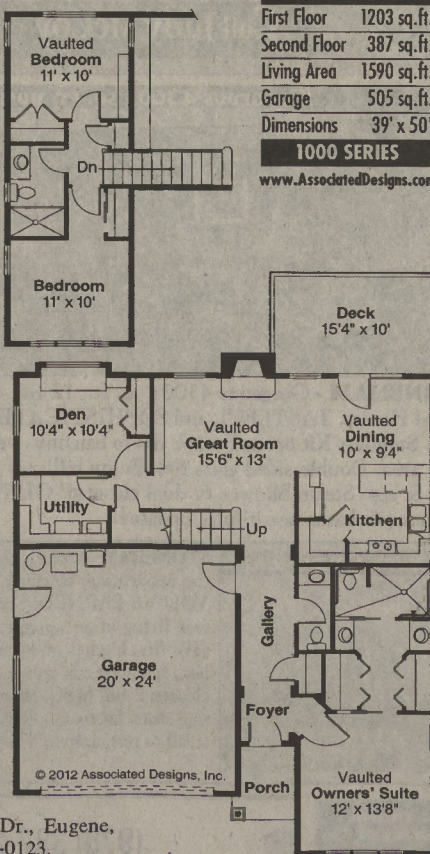 First Floor 1203 sq.ft.
Second Floor 387 sq.ft.
Living Area 1590 sq.ft.
Garage 505 sq.ft.
Dimensions 39' x 50'
1000 SERIES
www.AssociatedDesigns.com
Vaulted
Bedroom
11' x 10'
Dn
Bedroom
11' x 10'
Deck
15'4" x 10'
Den
10'4" x 10'4"
Vaulted
Great Room
15'6" x 13'
Vaulted
Dining
10' x 9'4"
Utility
Up
Kitchen
Gallery
Garage
20' x 24'
Foyer
Porch
Vaulted
Owners' Suite
12' x 13'8"
© 2012 Associated Designs, Inc.
Dr., Eugene,
-0123.